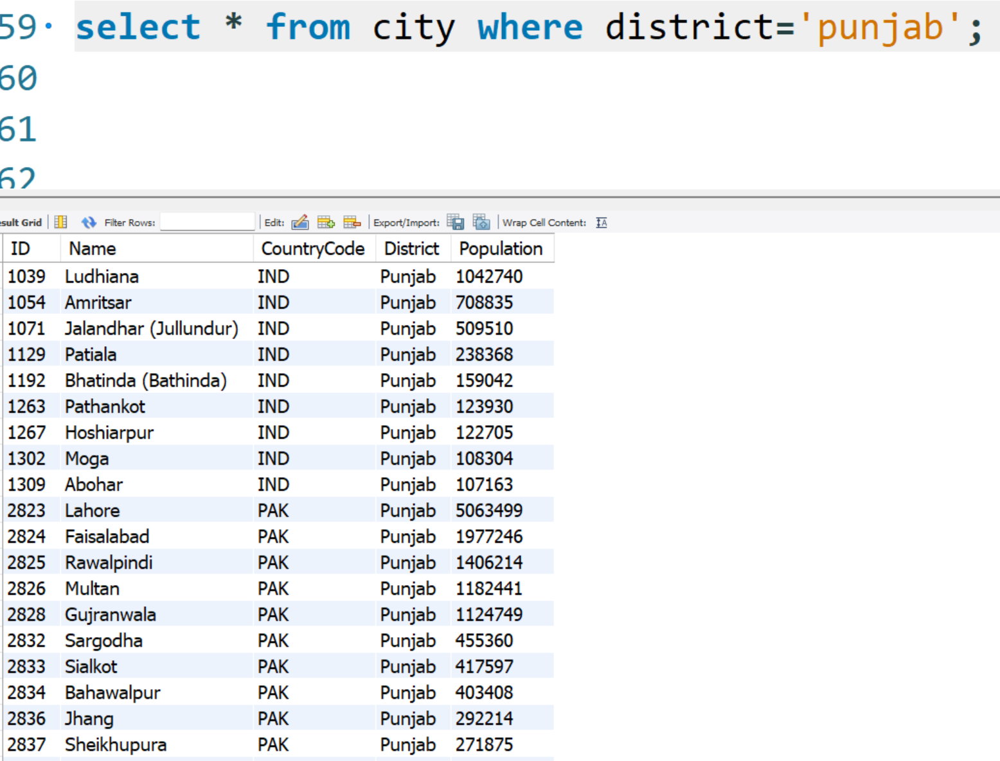 59 select * from city where district='punjab';
60
61
62
esult Grid Filter Rows: Edit: Export/Import: Wrap Cell Content: IA
ID Name CountryCode District Population
1039 Ludhiana IND Punjab 1042740
1054 Amritsar IND Punjab 708835
1071 Jalandhar (Jullundur) IND Punjab 509510
1129 Patiala IND Punjab 238368
1192 Bhatinda (Bathinda) IND Punjab 159042
1263 Pathankot IND Punjab 123930
1267 Hoshiarpur IND Punjab 122705
1302 Moga IND Punjab 108304
1309 Abohar IND Punjab 107163
2823 Lahore PAK Punjab 5063499
2824 Faisalabad PAK Punjab 1977246
2825 Rawalpindi PAK Punjab 1406214
2826 Multan PAK Punjab 1182441
2828 Gujranwala PAK Punjab 1124749
2832 Sargodha PAK Punjab 455360
2833 Sialkot PAK Punjab 417597
2834 Bahawalpur PAK Punjab 403408
2836 Jhang PAK Punjab 292214
2837 Sheikhupura PAK Punjab 271875